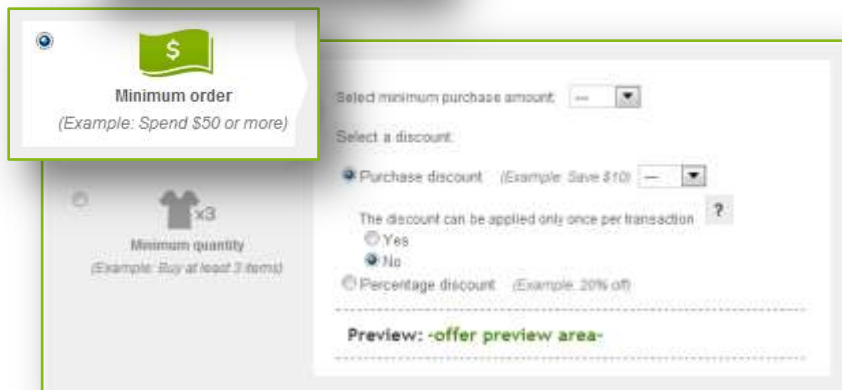 $
Minimum order
(Example: Spend $50 or more)
x3
Minimum quantity
(Example: Buy at least 3 items)
Select minimum purchase amount: ---
Select a discount:
Purchase discount (Example: Save $10) ---
The discount can be applied only once per transaction ?
Yes
No
Percentage discount (Example: 20% off)
Preview: -offer preview area-